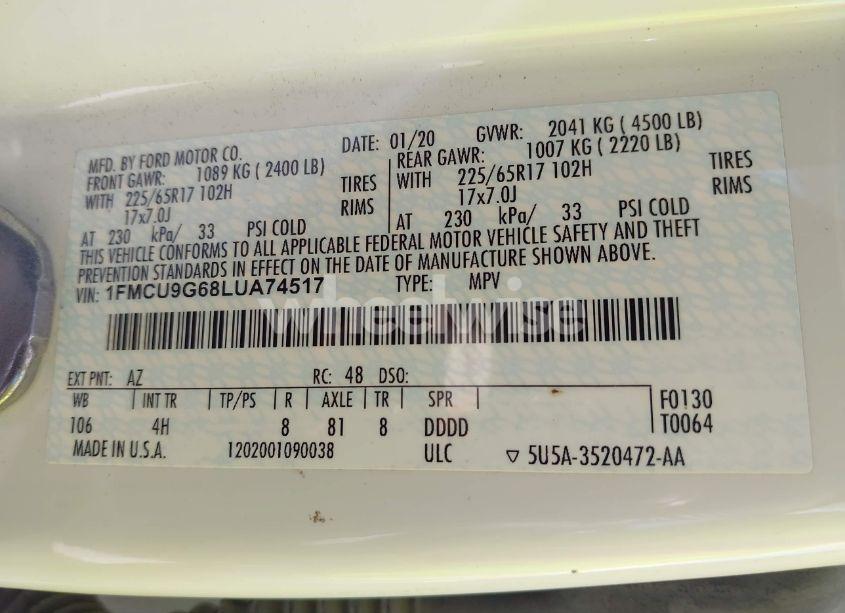 MFD. BY FORD MOTOR CO. DATE: 01/20 GVWR: 2041 KG ( 4500 LB)
FRONT GAWR: 1089 KG ( 2400 LB) REAR GAWR: 1007 KG ( 2220 LB)
WITH 225/65R17 102H TIRES WITH 225/65R17 102H TIRES
17x7.0J RIMS 17x7.0J RIMS
AT 230 kPa/ 33 PSI COLD AT 230 kPa/ 33 PSI COLD
THIS VEHICLE CONFORMS TO ALL APPLICABLE FEDERAL MOTOR VEHICLE SAFETY AND THEFT
PREVENTION STANDARDS IN EFFECT ON THE DATE OF MANUFACTURE SHOWN ABOVE.
VIN: 1FMCU9G68LUA74517 TYPE: MPV
wheelwise
EXT PNT: AZ RC: 48 DSO:
WB INT TR TP/PS R AXLE TR SPR F0130
106 4H 8 81 8 DDDD T0064
MADE IN U.S.A. 1202001090038 ULC ▽ 5U5A-3520472-AA